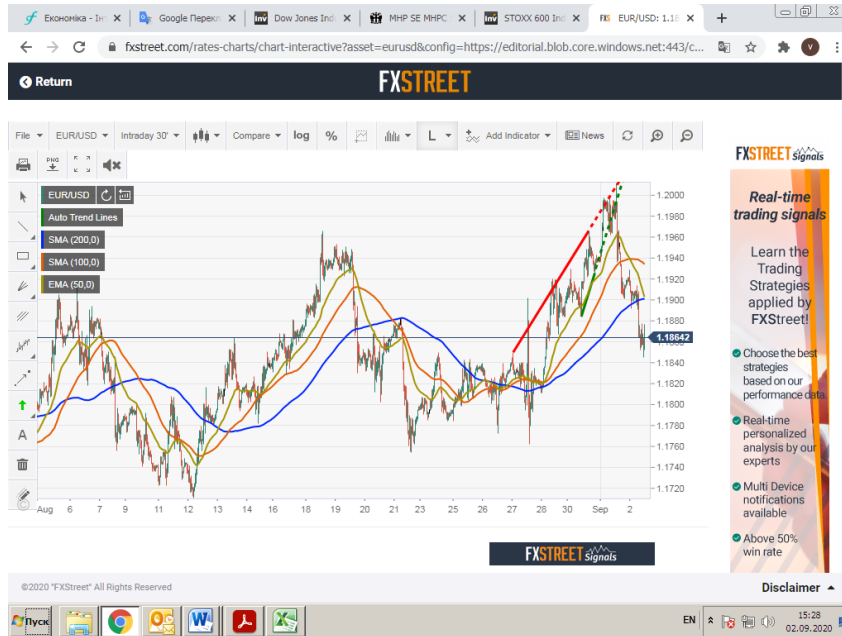 Економіка - Ін
Google Перекл
Dow Jones Ind
MHP SE MHPC
STOXX 600 Ind
EUR/USD: 1.18
fxstreet.com/rates-charts/chart-interactive?asset=eurusd&config=https://editorial.blob.core.windows.net:443/c...
V
Return
FXSTREET
File
EUR/USD
Intraday 30'
Compare
log
%
L
Add Indicator
News
PNG
EUR/USD
Auto Trend Lines
SMA (200,0)
SMA (100,0)
EMA (50,0)
A
1.2000
1.1980
1.1960
1.1940
1.1920
1.1900
1.1880
1.18642
1.1840
1.1820
1.1800
1.1780
1.1760
1.1740
1.1720
Aug 6 7 9 11 12 13 14 16 18 19 20 21 23 25 26 27 28 30 Sep 2
FXSTREET Signals
Real-time
trading signals
Learn the
Trading
Strategies
applied by
FXStreet!
Choose the best
strategies
based on our
performance data.
Real-time
personalized
analysis by our
experts
Multi Device
notifications
available
Above 50%
win rate
FXSTREET Signals
©2020 "FXStreet" All Rights Reserved
Disclaimer
Пуск
EN
15:28
02.09.2020